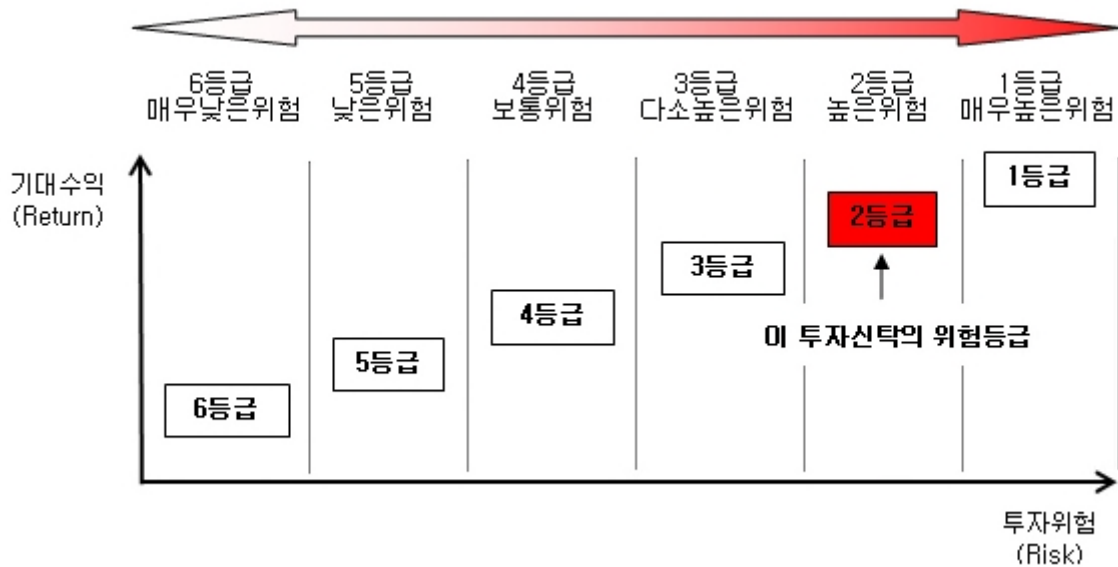 6등급 5등급 4등급 3등급 2등급 1등급
매우낮은위험 낮은위험 보통위험 다소높은위험 높은위험 매우높은위험
기대수익
(Return)
1등급
2등급
3등급
4등급
이 투자신탁의 위험등급
5등급
6등급
투자위험
(Risk)